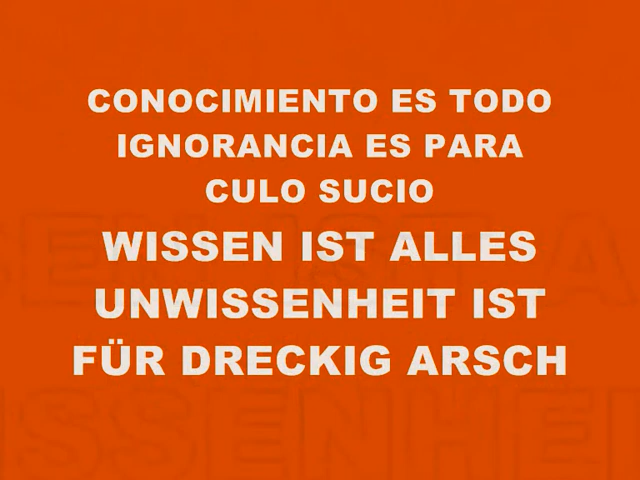 CONOCIMIENTO ES TODO
IGNORANCIA ES PARA
CULO SUCIO
WISSEN IST ALLES
UNWISSENHEIT IST
FÜR DRECKIG ARSCH